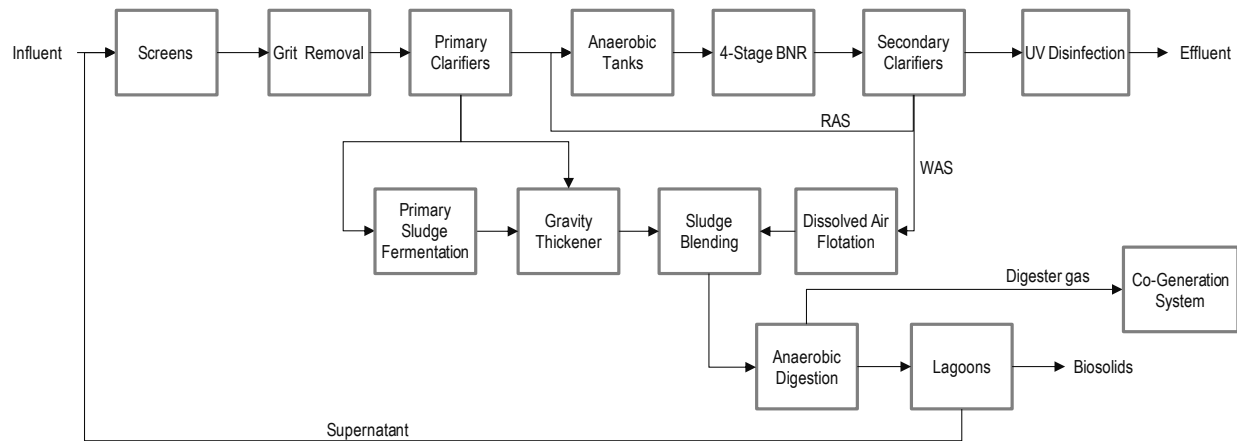 Influent
Screens
Grit Removal
Primary
Clarifiers
Anaerobic
Tanks
4-Stage BNR
Secondary
Clarifiers
UV Disinfection
Effluent
RAS
WAS
Primary
Sludge
Fermentation
Gravity
Thickener
Sludge
Blending
Dissolved Air
Flotation
Digester gas
Co-Generation
System
Anaerobic
Digestion
Lagoons
Biosolids
Supernatant